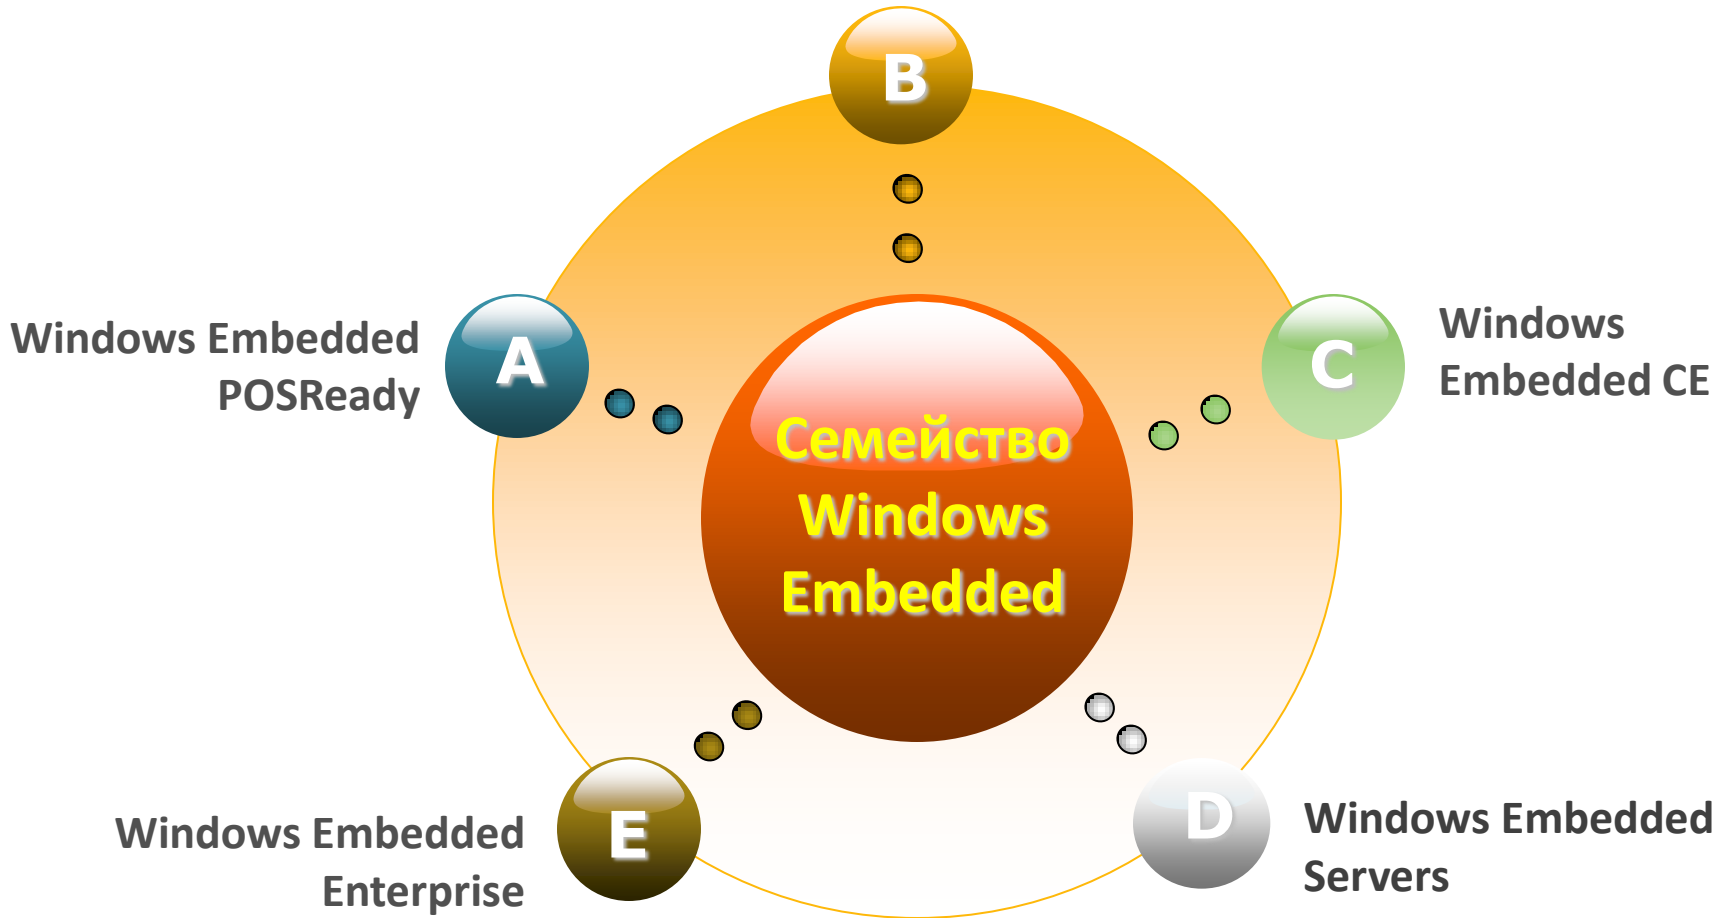 B
A
Windows Embedded
POSReady
C
Windows
Embedded CE
Семейство
Windows
Embedded
E
Windows Embedded
Enterprise
D
Windows Embedded
Servers